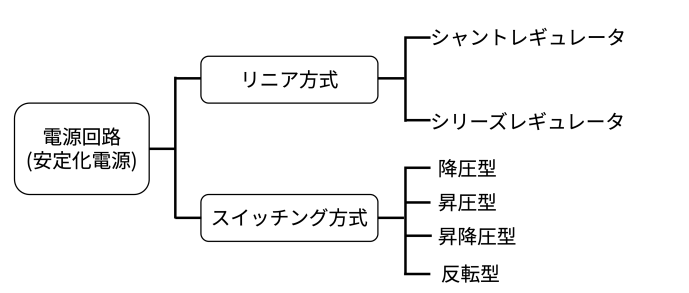 電源回路
(安定化電源)
リニア方式
シャントレギュレータ
シリーズレギュレータ
スイッチング方式
降圧型
昇圧型
昇降圧型
反転型